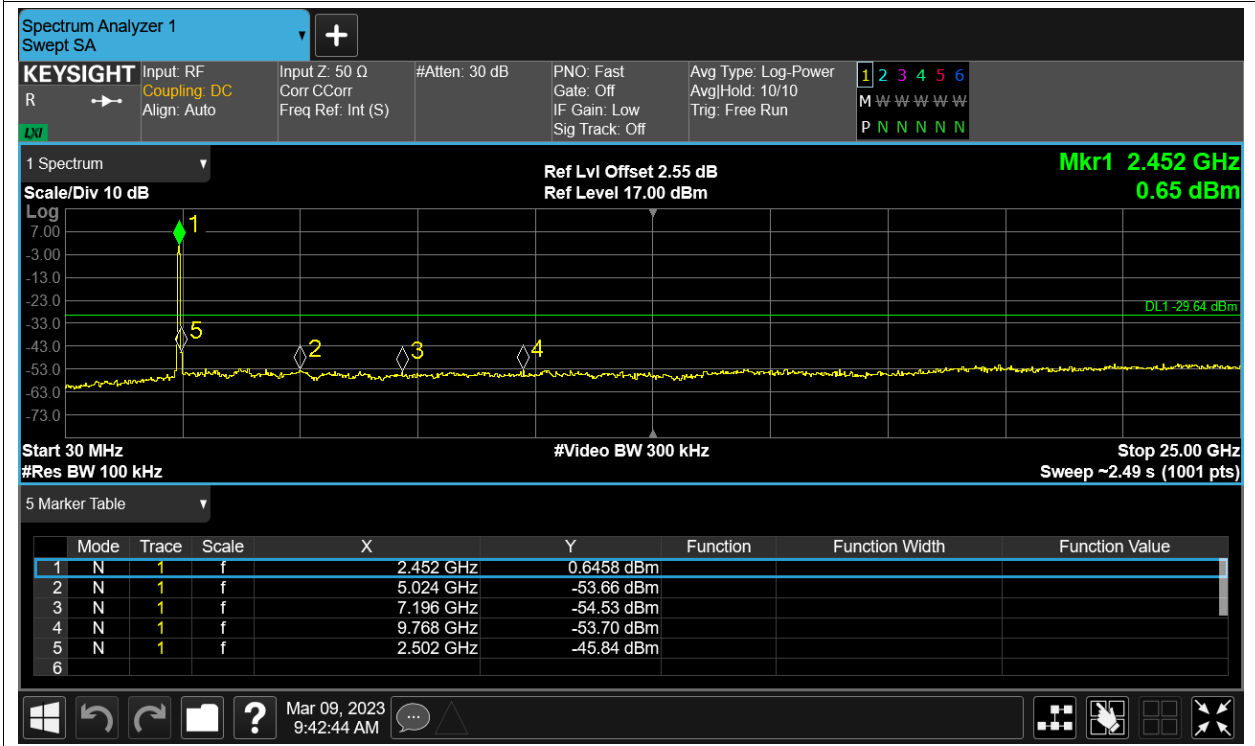 Spectrum Analyzer 1
Swept SA
+
KEYSIGHT Input: RF Input Z: 50 Ω #Atten: 30 dB PNO: Fast Avg Type: Log-Power 1 2 3 4 5 6
R Coupling: DC Corr CCorr Gate: Off Avg|Hold: 10/10 M W W W W W
Align: Auto Freq Ref: Int (S) IF Gain: Low Trig: Free Run
LXI Sig Track: Off P N N N N N
1 Spectrum Ref Lvl Offset 2.55 dB Mkr1 2.452 GHz
Scale/Div 10 dB Ref Level 17.00 dBm 0.65 dBm
Log
1
7.00
-3.00
-13.0
-23.0
DL1 -29.64 dBm
-33.0
5
-43.0
2 3 4
-53.0
-63.0
-73.0
Start 30 MHz #Video BW 300 kHz Stop 25.00 GHz
#Res BW 100 kHz Sweep ~2.49 s (1001 pts)
5 Marker Table
Mode Trace Scale X Y Function Function Width Function Value
1 N 1 f 2.452 GHz 0.6458 dBm
2 N 1 f 5.024 GHz -53.66 dBm
3 N 1 f 7.196 GHz -54.53 dBm
4 N 1 f 9.768 GHz -53.70 dBm
5 N 1 f 2.502 GHz -45.84 dBm
6
? Mar 09, 2023
9:42:44 AM